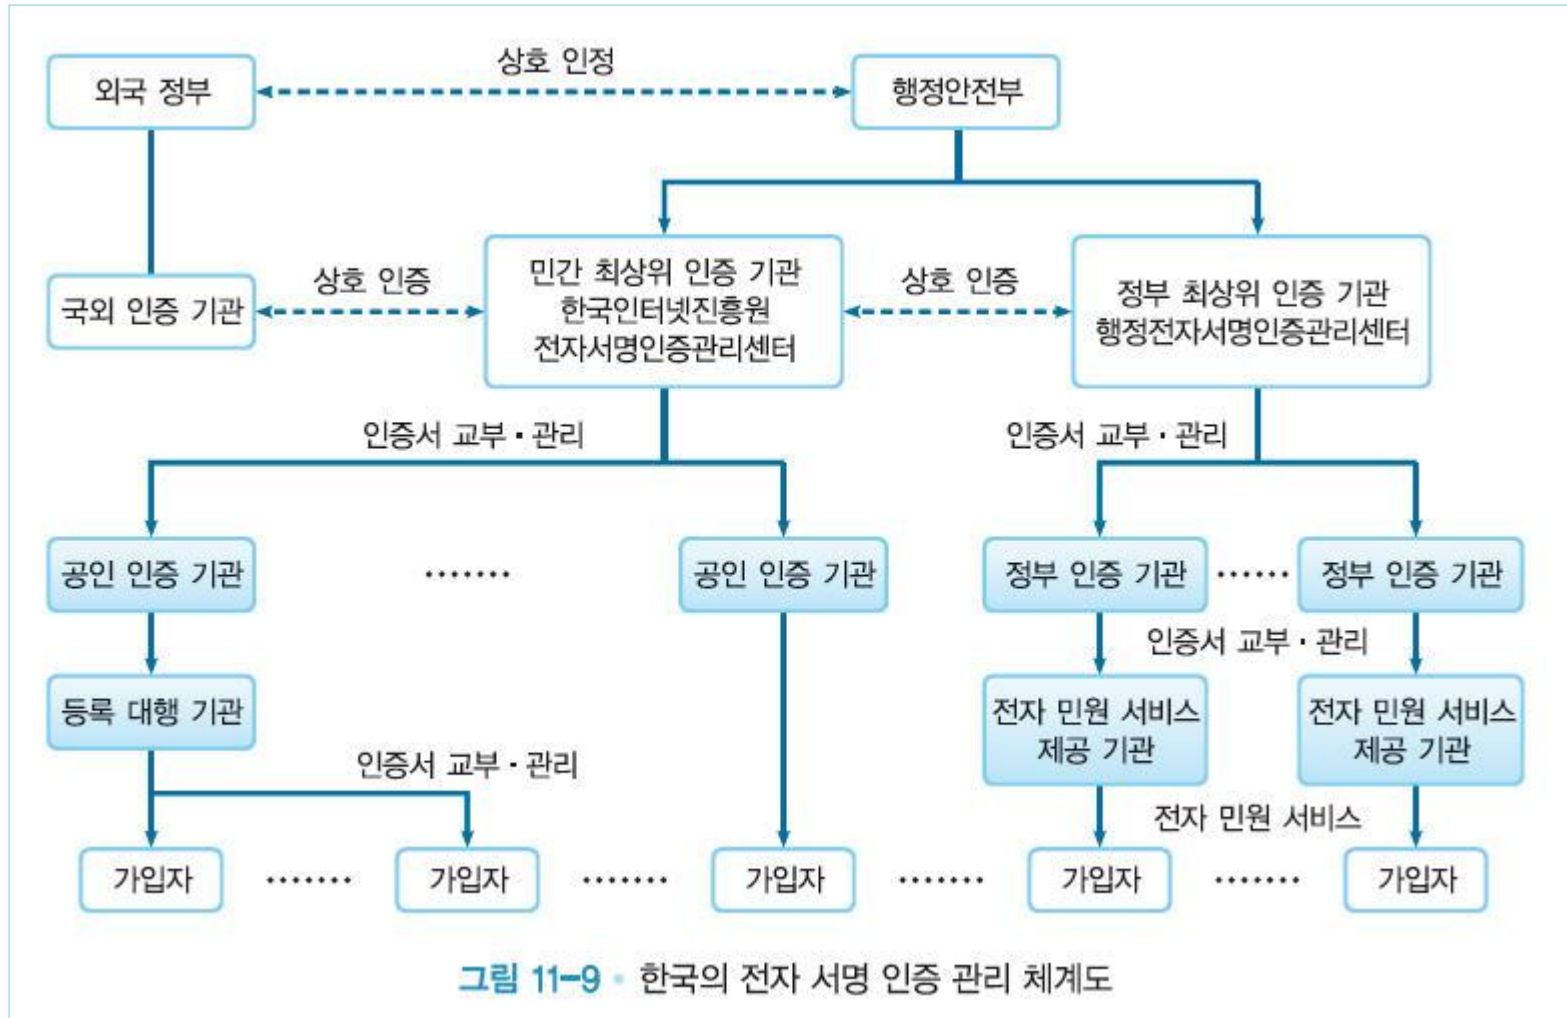 상호 인정
외국 정부
행정안전부
국외 인증 기관
상호 인증
민간 최상위 인증 기관
한국인터넷진흥원
전자서명인증관리센터
상호 인증
정부 최상위 인증 기관
행정전자서명인증관리센터
인증서 교부·관리
인증서 교부·관리
공인 인증 기관
·······
공인 인증 기관
정부 인증 기관
······
정부 인증 기관
인증서 교부·관리
등록 대행 기관
전자 민원 서비스
제공 기관
전자 민원 서비스
제공 기관
인증서 교부·관리
전자 민원 서비스
가입자
·······
가입자
·······
가입자
·······
가입자
·······
가입자
그림 11-9 • 한국의 전자 서명 인증 관리 체계도